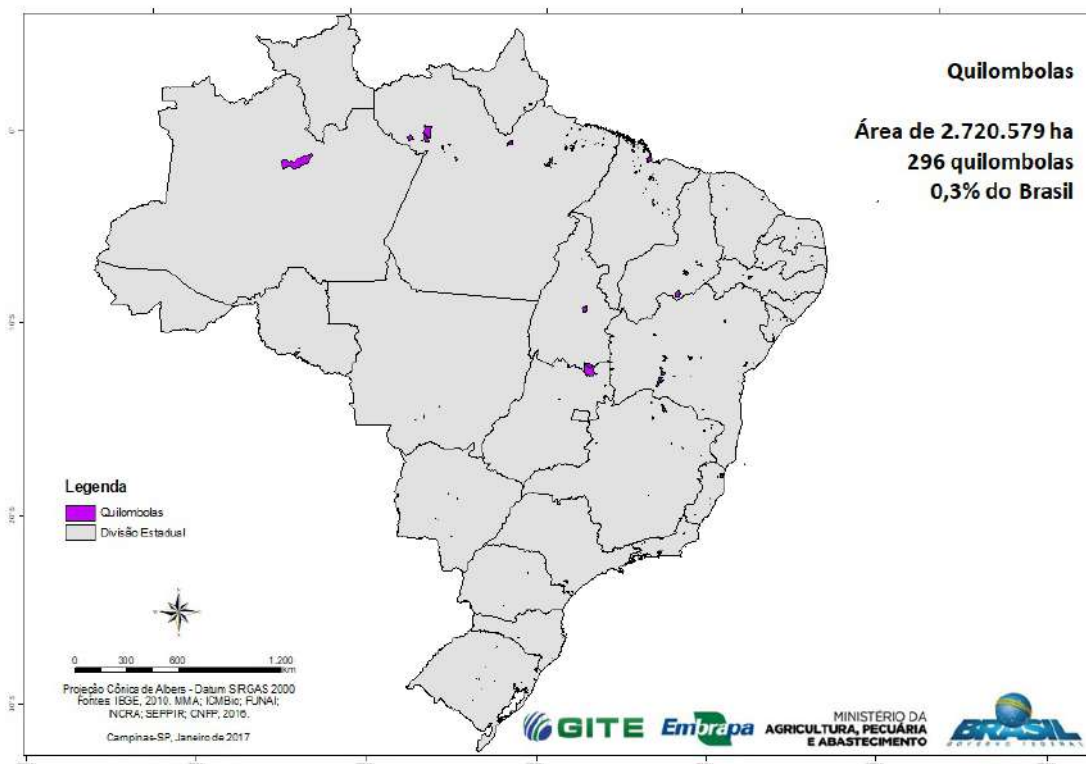 Quilombolas
Área de 2.720.579 ha
296 quilombolas
0,3% do Brasil
Legenda
Quilombolas
Divisão Estadual
0 300 600 1.200
km
Projeção Cônica de Albers - Datum SIRGAS 2000
Fontes: IBGE, 2010. MMA; ICMBio; FUNAI;
INCRA; SEPPIR; CNFP, 2016.
Campinas-SP, Janeiro de 2017
GITE
Embrapa
MINISTÉRIO DA
AGRICULTURA, PECUÁRIA
E ABASTECIMENTO
BRASIL
GOVERNO FEDERAL